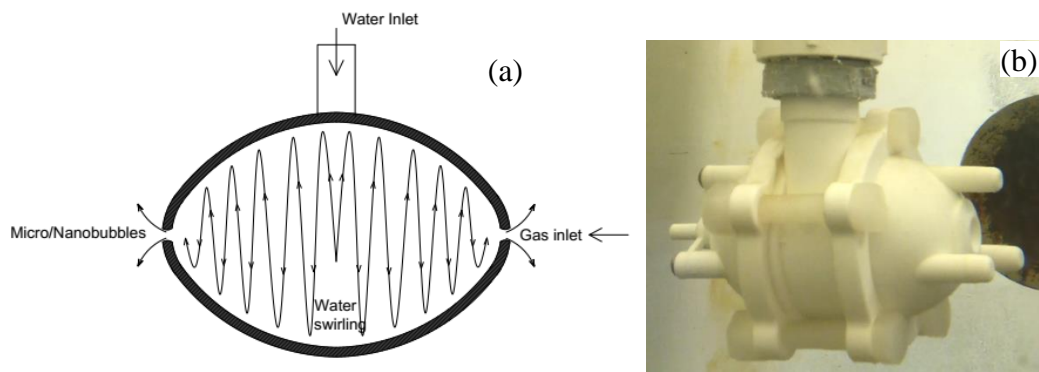 Water Inlet
(a)
Micro/Nanobubbles
Gas inlet
Water
swirling
(b)